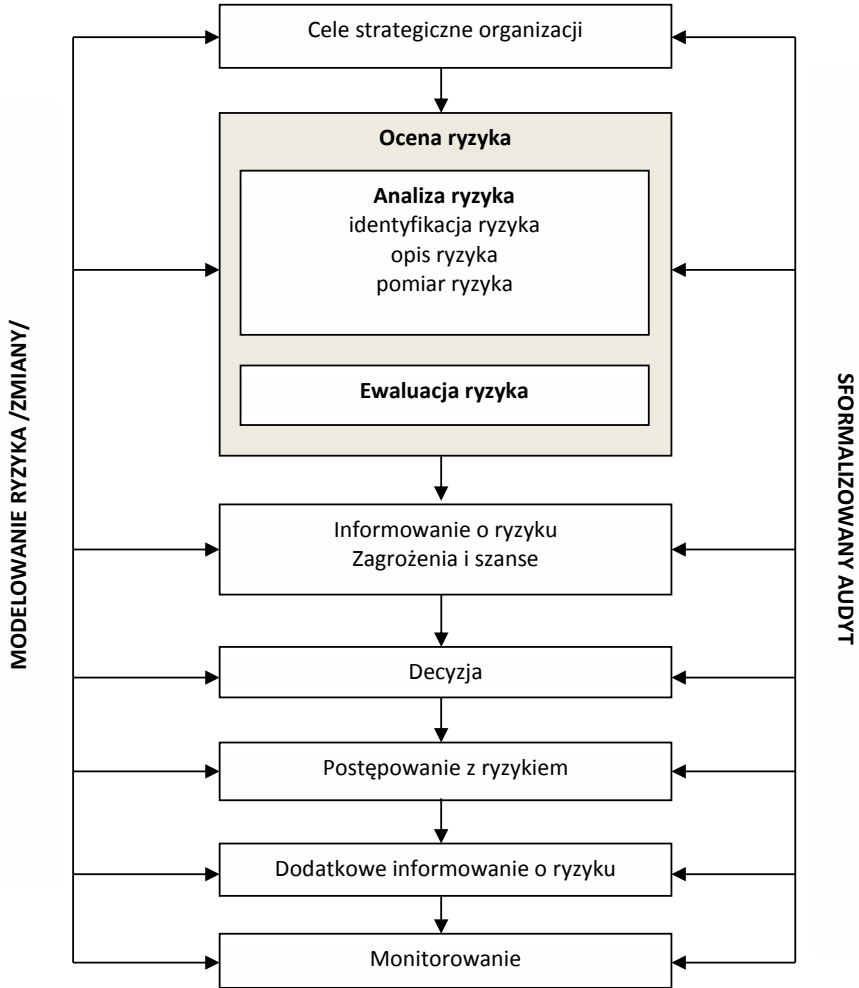 Cele strategiczne organizacji
Ocena ryzyka
Analiza ryzyka
identyfikacja ryzyka
opis ryzyka
pomiar ryzyka
Ewaluacja ryzyka
Informowanie o ryzyku
Zagrożenia i szanse
Decyzja
Postępowanie z ryzykiem
Dodatkowe informowanie o ryzyku
Monitorowanie
MODELOWANIE RYZYKA /ZMIANY/
SFORMALIZOWANY AUDYT